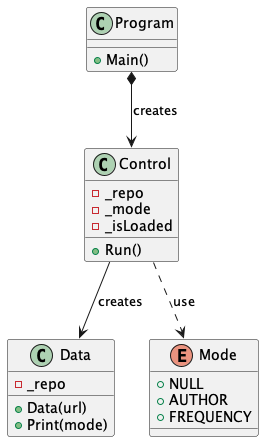 C Program
Main()
creates
C Control
_repo
_mode
_isLoaded
Run()
creates
use
C Data
_repo
Data(url)
Print(mode)
E Mode
NULL
AUTHOR
FREQUENCY